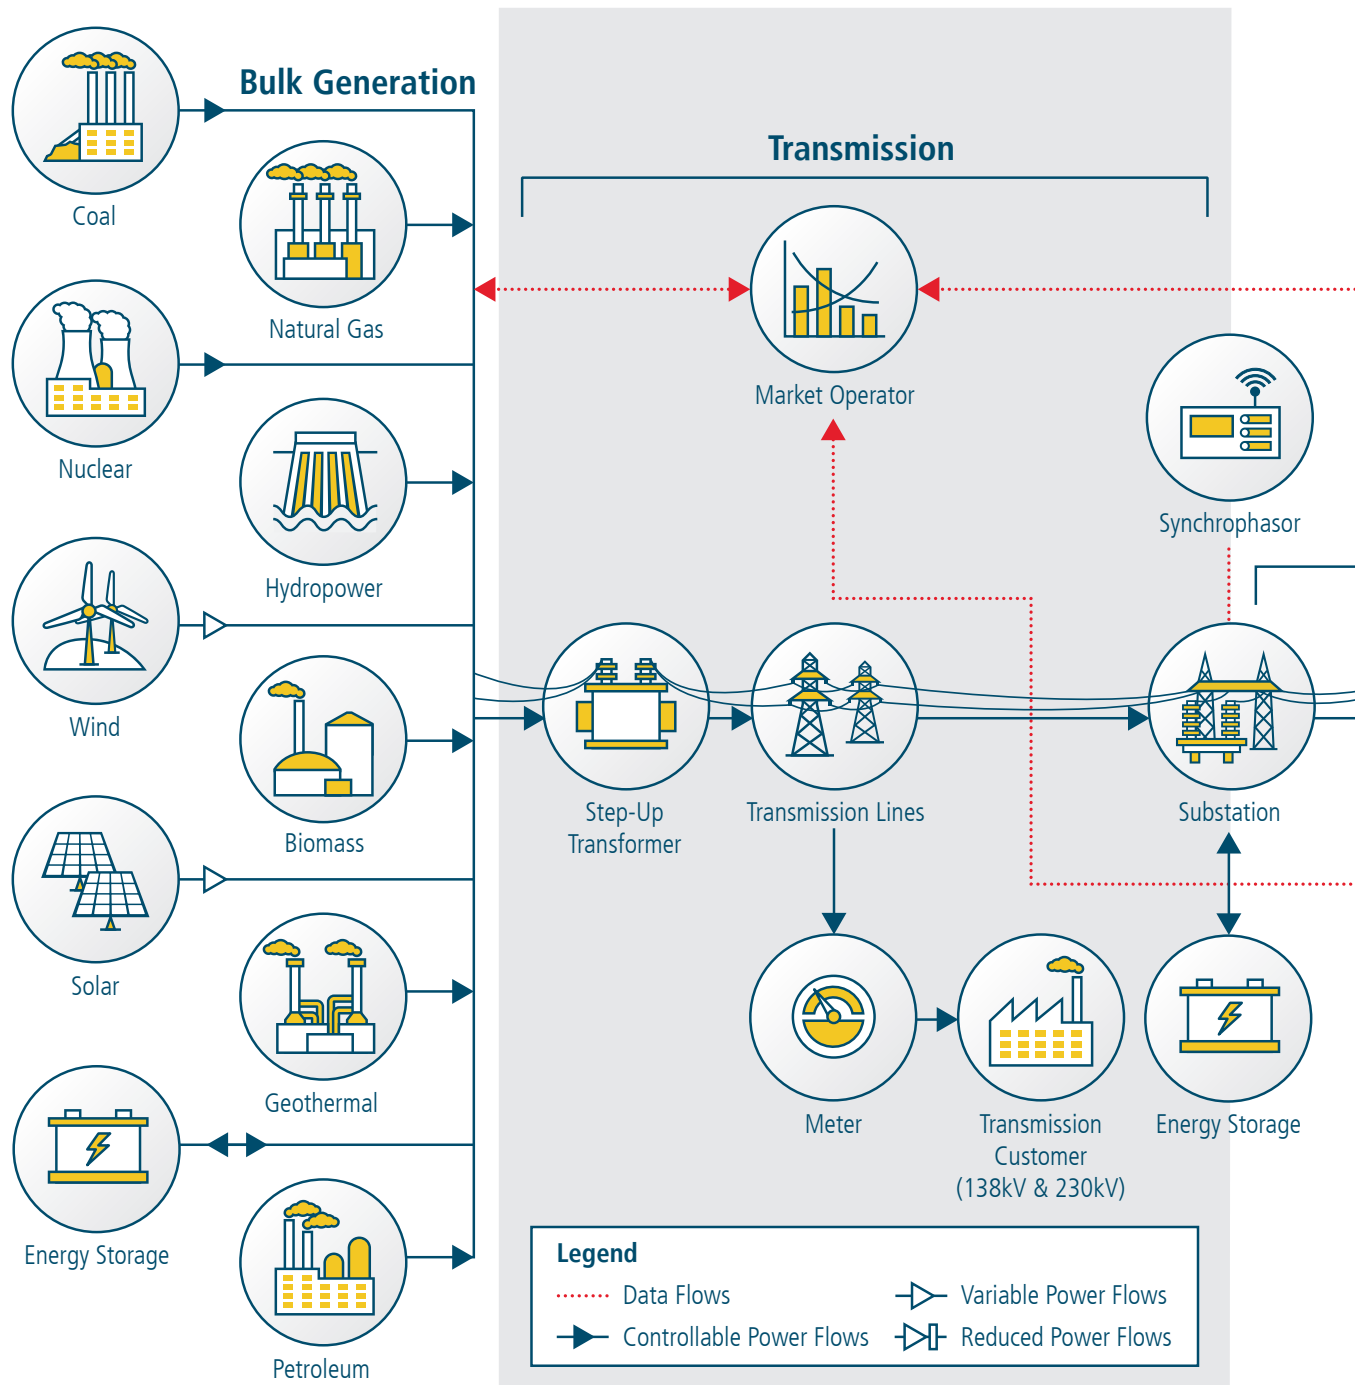 Bulk Generation
Coal
Natural Gas
Nuclear
Hydropower
Wind
Biomass
Solar
Geothermal
Energy Storage
Petroleum
Transmission
Market Operator
Synchrophasor
Step-Up
Transformer
Transmission Lines
Substation
Meter
Transmission
Customer
(138kV & 230kV)
Energy Storage
Legend
Data Flows
Controllable Power Flows
Variable Power Flows
Reduced Power Flows